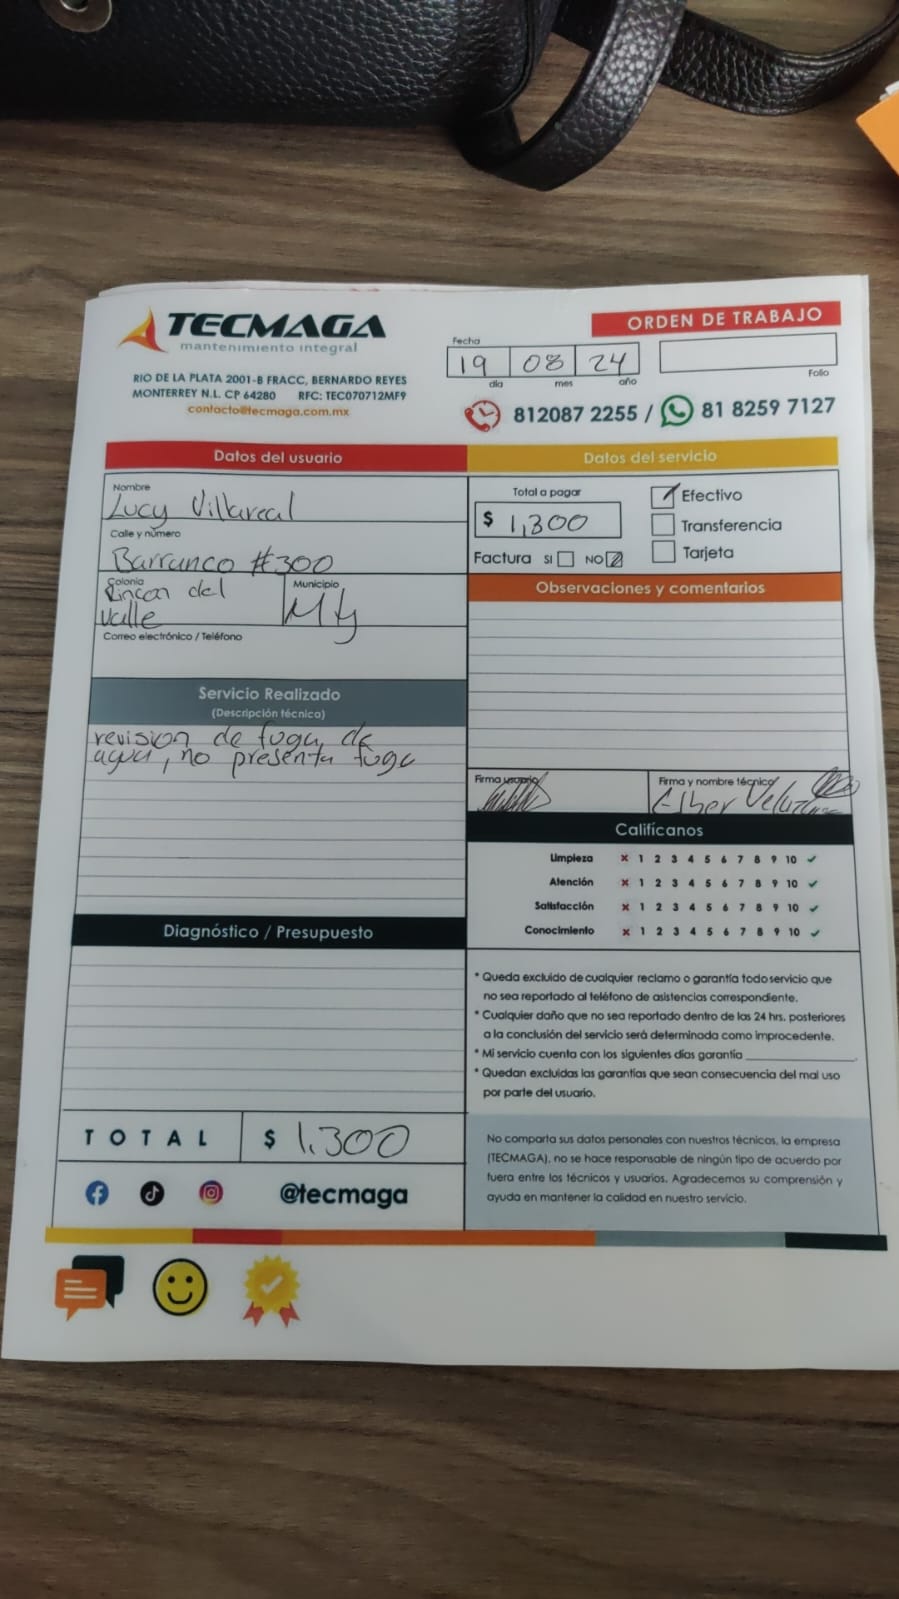 TECMAGA
mantenimiento integral
RIO DE LA PLATA 2001-B FRACC, BERNARDO REYES
MONTERREY N.L. CP 64280 RFC: TEC070712MF9
contacto@tecmaga.com.mx
ORDEN DE TRABAJO
Fecha
19 08 24
día mes año
Folio
812087 2255 / 81 8259 7127
Datos del usuario
Nombre
Lucy Villareal
Calle y número
Barranco #300
Colonia
Rincon del
Valle
Municipio
Mty
Correo electrónico / Teléfono
Servicio Realizado
(Descripción técnica)
revision de fuga de
agua, no presenta fuga
Diagnóstico / Presupuesto
TOTAL $ 1,300
@tecmaga
Datos del servicio
Total a pagar
$ 1,300
Efectivo
Transferencia
Tarjeta
Factura SI NO
Observaciones y comentarios
Firma usuario
Firma y nombre técnico
Califícanos
Limpieza x 1 2 3 4 5 6 7 8 9 10 ✓
Atención x 1 2 3 4 5 6 7 8 9 10 ✓
Satisfacción x 1 2 3 4 5 6 7 8 9 10 ✓
Conocimiento x 1 2 3 4 5 6 7 8 9 10 ✓
* Queda excluido de cualquier reclamo o garantía todo servicio que
no sea reportado al teléfono de asistencias correspondiente.
* Cualquier daño que no sea reportado dentro de las 24 hrs. posteriores
a la conclusión del servicio será determinada como improcedente.
* Mi servicio cuenta con los siguientes días garantía
* Quedan excluidas las garantías que sean consecuencia del mal uso
por parte del usuario.
No comparta sus datos personales con nuestros técnicos, la empresa
(TECMAGA), no se hace responsable de ningún tipo de acuerdo por
fuera entre los técnicos y usuarios. Agradecemos su comprensión y
ayuda en mantener la calidad en nuestro servicio.